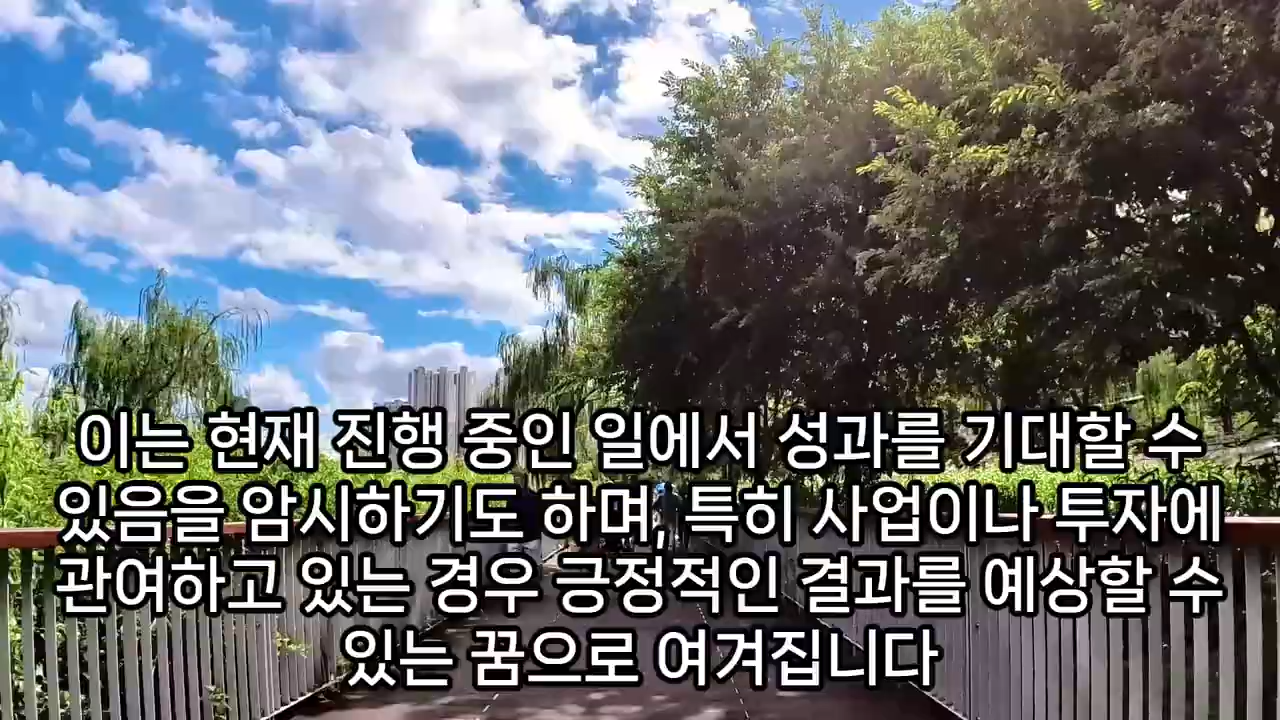 이는 현재 진행 중인 일에서 성과를 기대할 수
있음을 암시하기도 하며, 특히 사업이나 투자에
관여하고 있는 경우 긍정적인 결과를 예상할 수
있는 꿈으로 여겨집니다